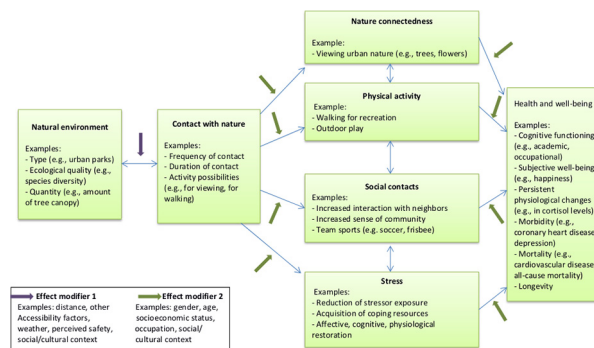 Nature connectedness
Example:
- Viewing urban nature (e.g., trees, flowers)
Physical activity
Example:
- Walking for recreation
- Outdoor play
Natural environment
Examples:
- Type (e.g., urban parks)
- Ecological quality (e.g.,
species diversity)
- Quantity (e.g., amount
of tree canopy)
Contact with nature
Examples:
- Frequency of contact
- Duration of contact
- Activity possibilities
(e.g., for viewing, for
walking)
Social contacts
Examples:
- Increased interaction with neighbors
- Increased sense of community
- Team sports (e.g. soccer, frisbee)
Stress
Examples:
- Reduction of stressor exposure
- Acquisition of coping resources
- Affective, cognitive, physiological
restoration
Health and well-being
Examples:
- Cognitive functioning
(e.g., academic,
occupational)
- Subjective well-being
(e.g., happiness)
- Persistent
physiological changes
(e.g., in cortisol levels)
- Morbidity (e.g.,
coronary heart disease
depression)
- Mortality (e.g.,
cardiovascular disease
all-cause mortality)
- Longevity
Effect modifier 1
Examples: distance, other
Accessibility factors,
weather, perceived safety,
social/cultural context
Effect modifier 2
Examples: gender, age,
socioeconomic status,
occupation, social/
cultural context